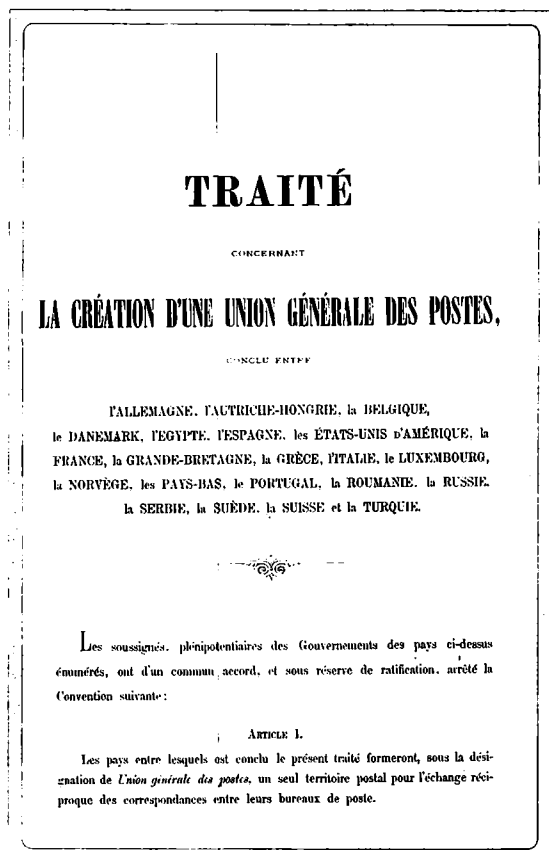 TRAITÉ
CONCERNANT
LA CRÉATION D'UNE UNION GÉNÉRALE DES POSTES,
CONCLU ENTRE
l'ALLEMAGNE, l'AUTRICHE-HONGRIE, la BELGIQUE,
le DANEMARK, l'EGYPTE, l'ESPAGNE, les ÉTATS-UNIS D'AMÉRIQUE, la
FRANCE, la GRANDE-BRETAGNE, la GRÈCE, l'ITALIE, le LUXEMBOURG,
la NORVÈGE, les PAYS-BAS, le PORTUGAL, la ROUMANIE, la RUSSIE,
la SERBIE, la SUÈDE, la SUISSE et la TURQUIE.
Les soussignés, plénipotentiaires des Gouvernements des pays ci-dessus
énumérés, ont d'un commun accord, et sous réserve de ratification, arrêté la
Convention suivante:
ARTICLE 1.
Les pays entre lesquels est conclu le présent traité formeront, sous la dési-
gnation de Union générale des postes, un seul territoire postal pour l'échange réci-
proque des correspondances entre leurs bureaux de poste.